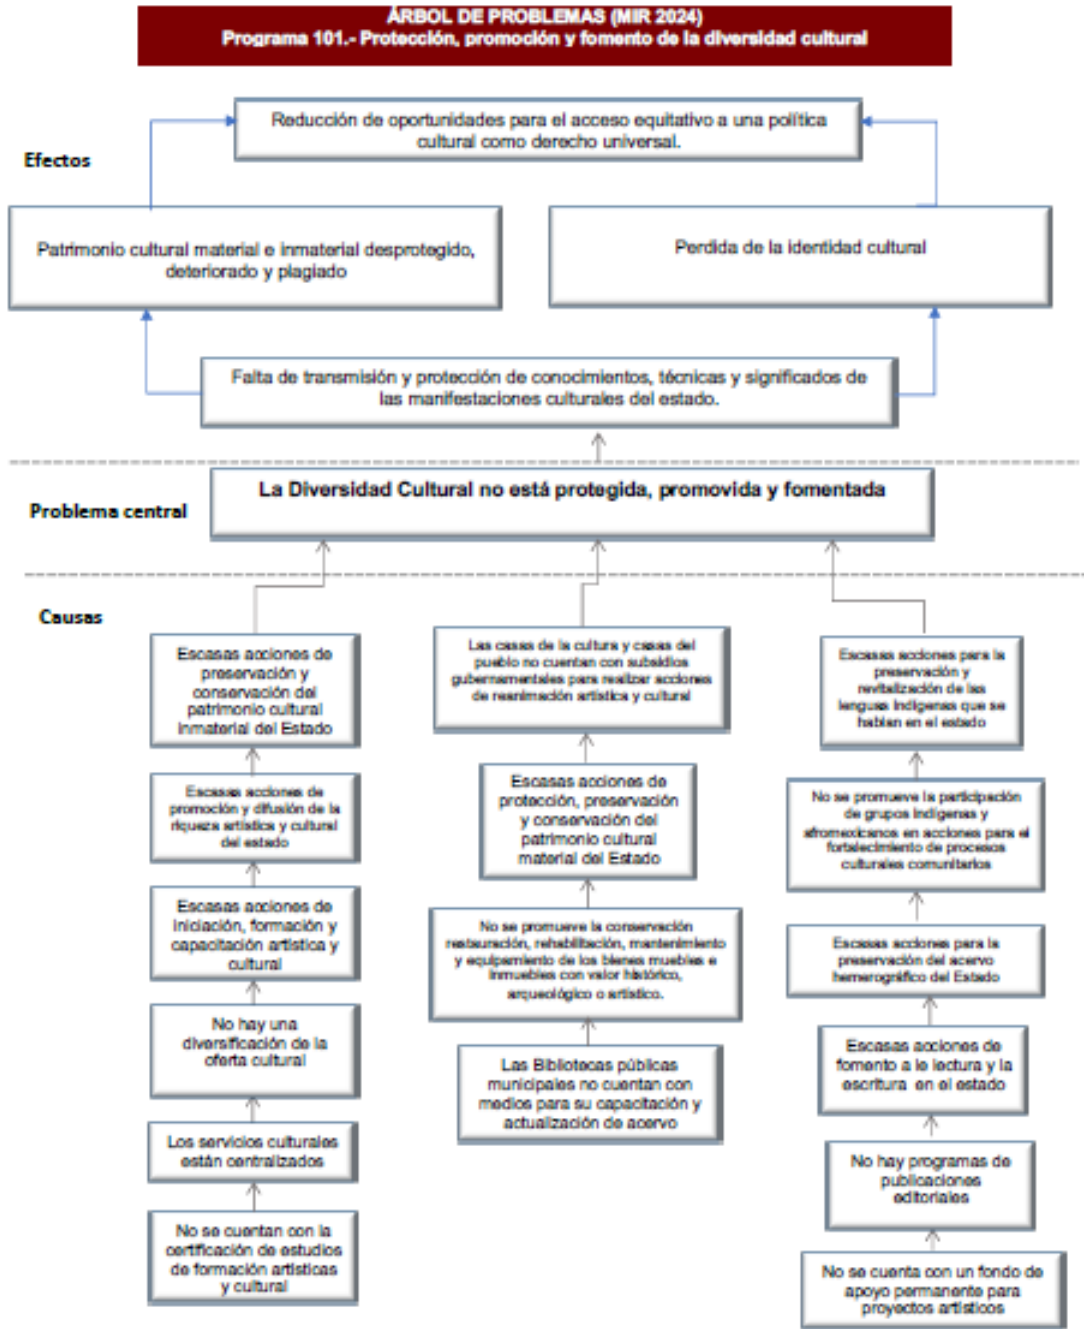 ÁRBOL DE PROBLEMAS (MIR 2024)
Programa 101.- Protección, promoción y fomento de la diversidad cultural
Efectos
Reducción de oportunidades para el acceso equitativo a una política
cultural como derecho universal.
Patrimonio cultural material e inmaterial desprotegido,
deteriorado y plagiado
Perdida de la identidad cultural
Falta de transmisión y protección de conocimientos, técnicas y significados de
las manifestaciones culturales del estado.
Problema central
La Diversidad Cultural no está protegida, promovida y fomentada
Causas
Escasas acciones de
preservación y
conservación del
patrimonio cultural
inmaterial del Estado
Escasas acciones de
promoción y difusión de la
riqueza artística y cultural
del estado
Escasas acciones de
iniciación, formación y
capacitación artística y
cultural
No hay una
diversificación de la
oferta cultural
Los servicios culturales
están centralizados
No se cuentan con la
certificación de estudios
de formación artísticas
y cultural
Las casas de la cultura y casas del
pueblo no cuentan con subsidios
gubernamentales para realizar acciones
de reanimación artística y cultural
Escasas acciones de
protección, preservación
y conservación del
patrimonio cultural
material del Estado
No se promueve la conservación
restauración, rehabilitación, mantenimiento
y equipamiento de los bienes muebles e
inmuebles con valor histórico,
arqueológico o artístico.
Las Bibliotecas públicas
municipales no cuentan con
medios para su capacitación y
actualización de acervo
Escasas acciones para la
preservación y
revitalización de las
lenguas indígenas que se
hablan en el estado
No se promueve la participación
de grupos indígenas y
afromexicanos en acciones para el
fortalecimiento de procesos
culturales comunitarios
Escasas acciones para la
preservación del acervo
hemerográfico del Estado
Escasas acciones de
fomento a le lectura y la
escritura en el estado
No hay programas de
publicaciones
editoriales
No se cuenta con un fondo de
apoyo permanente para
proyectos artísticos